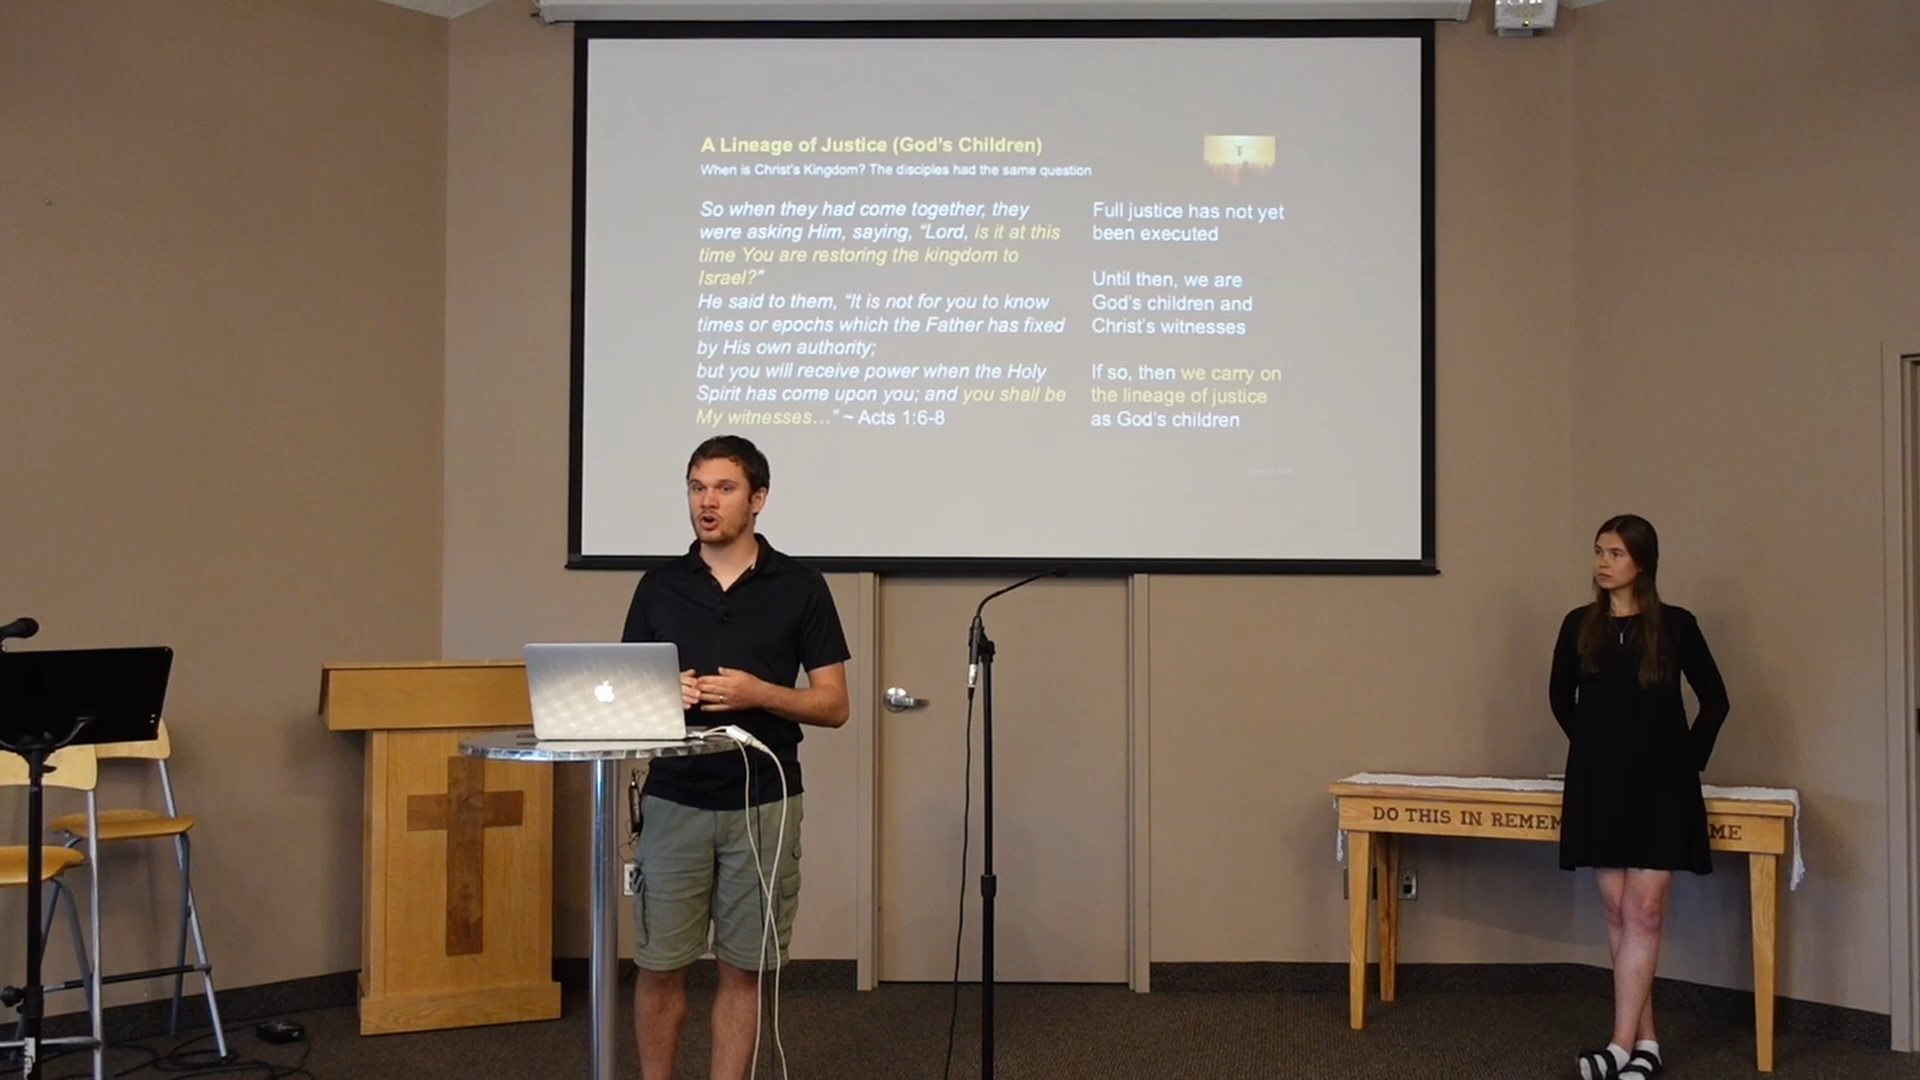 A Lineage of Justice (God's Children)
When is Christ's Kingdom? The disciples had the same question
So when they had come together, they
were asking Him, saying, “Lord, is it at this
time You are restoring the kingdom to
Israel?”
He said to them, “It is not for you to know
times or epochs which the Father has fixed
by His own authority;
but you will receive power when the Holy
Spirit has come upon you; and you shall be
My witnesses…” ~ Acts 1:6-8
Full justice has not yet
been executed
Until then, we are
God's children and
Christ's witnesses
If so, then we carry on
the lineage of justice
as God's children
DO THIS IN REMEM ME